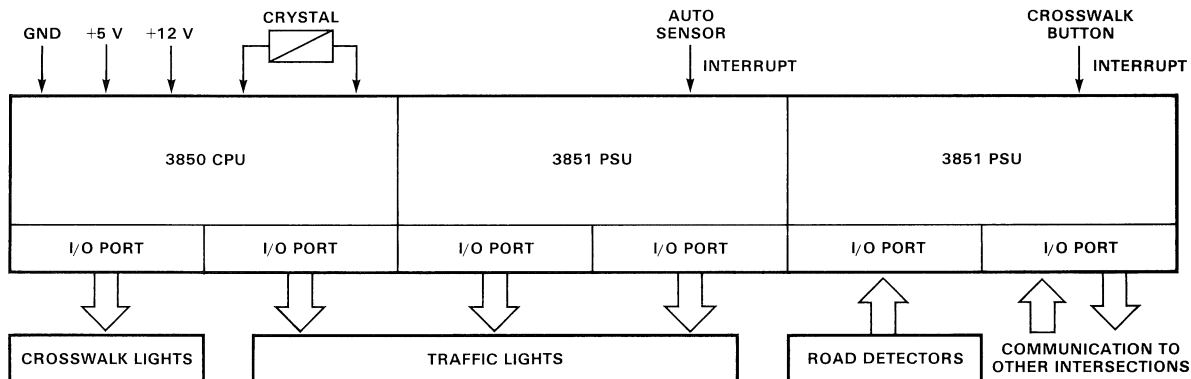 CRYSTAL
GND
+5 V
+12 V
AUTO
SENSOR
INTERRUPT
CROSSWALK
BUTTON
INTERRUPT
3850 CPU
3851 PSU
3851 PSU
I/O PORT
I/O PORT
I/O PORT
I/O PORT
I/O PORT
I/O PORT
CROSSWALK LIGHTS
TRAFFIC LIGHTS
ROAD DETECTORS
COMMUNICATION TO
OTHER INTERSECTIONS